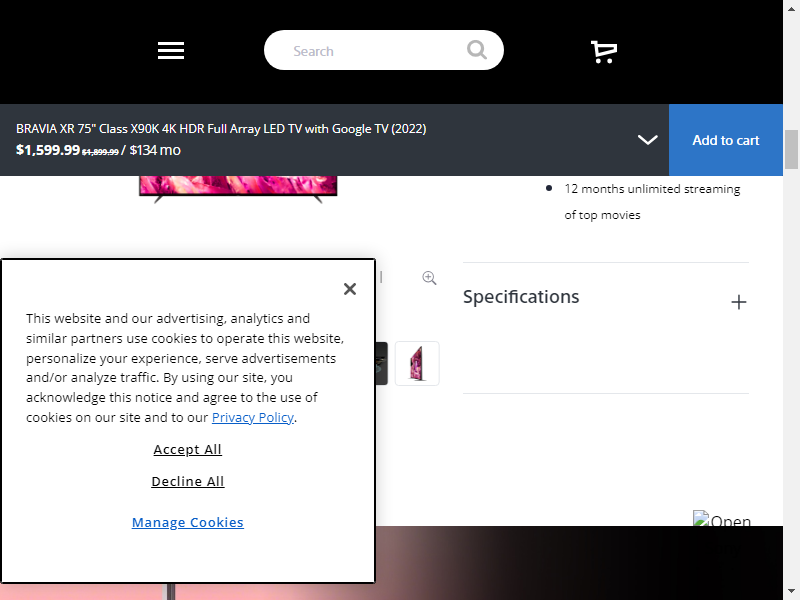 Search
BRAVIA XR 75" Class X90K 4K HDR Full Array LED TV with Google TV (2022)
$1,599.99 $1,899.99 / $134 mo
Add to cart
12 months unlimited streaming
of top movies
Specifications
This website and our advertising, analytics and
similar partners use cookies to operate this website,
personalize your experience, serve advertisements
and/or analyze traffic. By using our site, you
acknowledge this notice and agree to the use of
cookies on our site and to our Privacy Policy.
Accept All
Decline All
Manage Cookies
Open